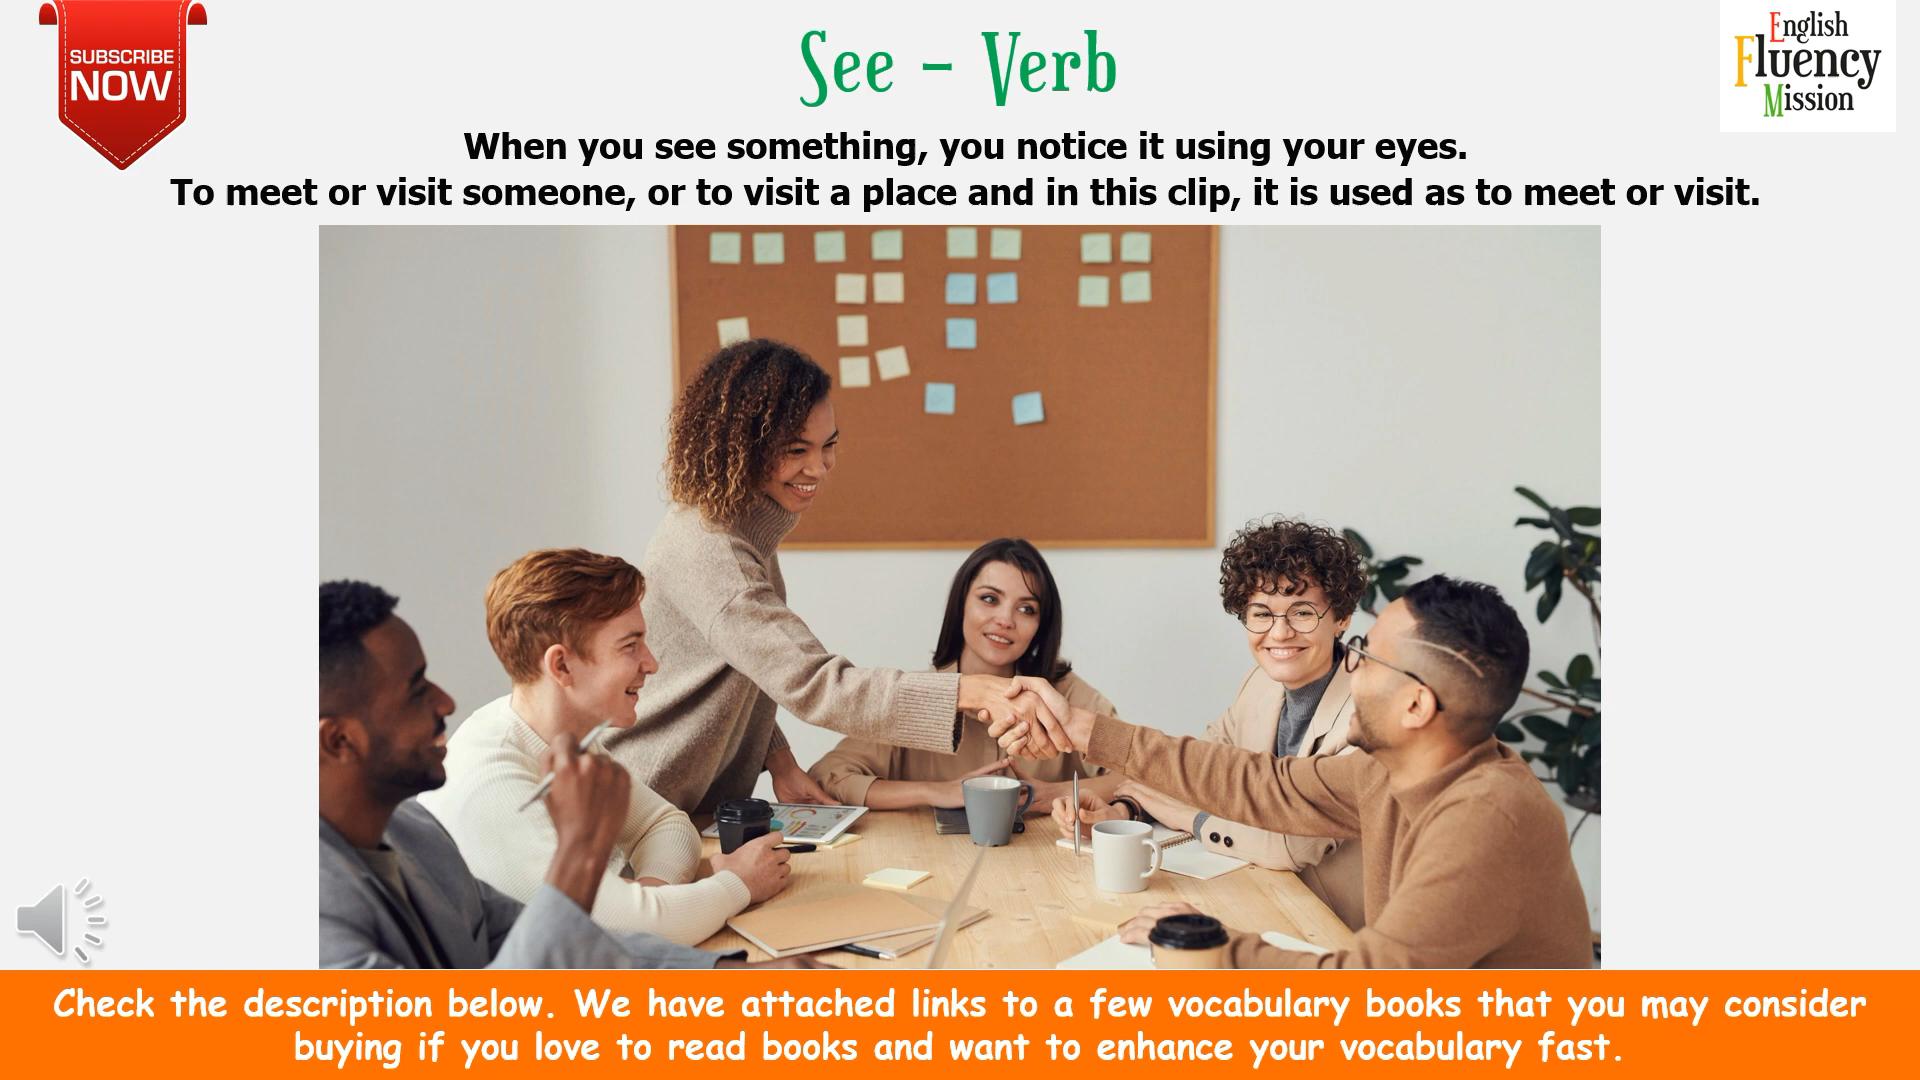 SUBSCRIBE
NOW
See - Verb
English
Fluency
Mission
When you see something, you notice it using your eyes.
To meet or visit someone, or to visit a place and in this clip, it is used as to meet or visit.
Check the description below. We have attached links to a few vocabulary books that you may consider
buying if you love to read books and want to enhance your vocabulary fast.